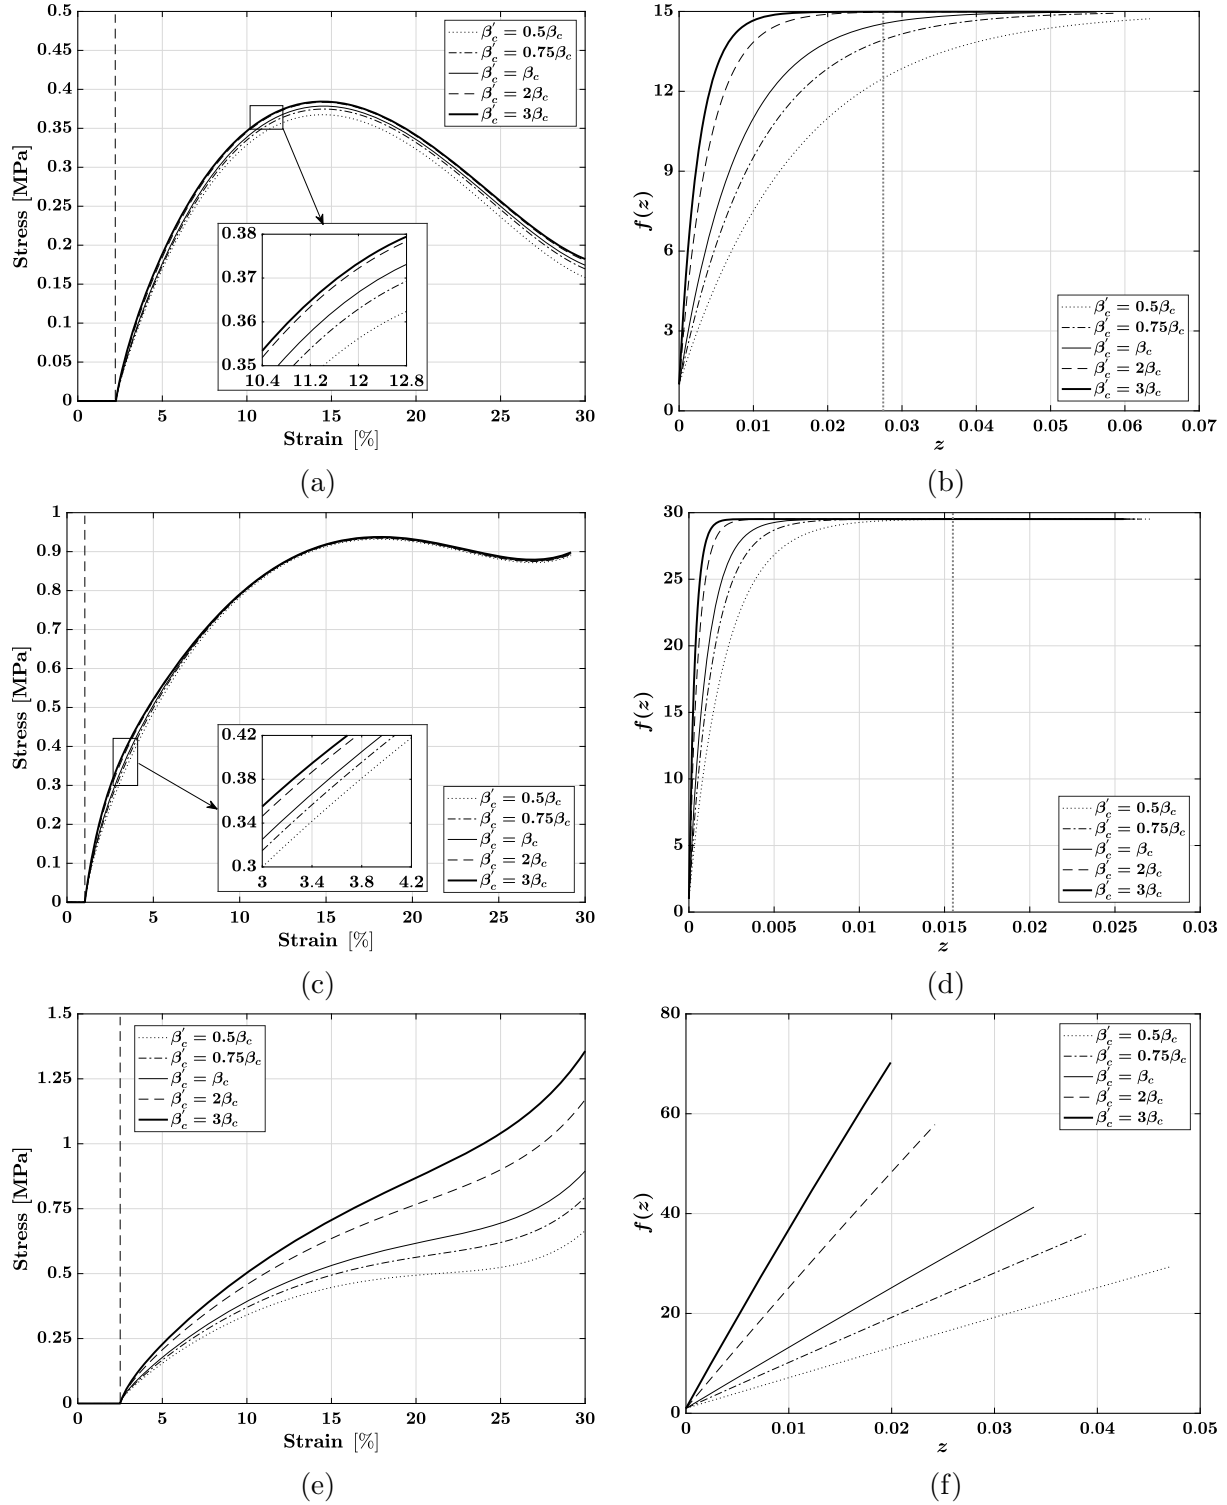 0.5
0.45
0.4
0.35
0.3
0.25
0.2
0.15
0.1
0.05
0
Stress [MPa]
β'c = 0.5βc
β'c = 0.75βc
β'c = βc
β'c = 2βc
β'c = 3βc
0.38
0.37
0.36
0.35
10.4 11.2 12 12.8
0 5 10 15 20 25 30
Strain [%]
(a)
15
12
9
6
3
0
f(z)
β'c = 0.5βc
β'c = 0.75βc
β'c = βc
β'c = 2βc
β'c = 3βc
0 0.01 0.02 0.03 0.04 0.05 0.06 0.07
z
(b)
1
0.9
0.8
0.7
0.6
0.5
0.4
0.3
0.2
0.1
0
Stress [MPa]
0.42
0.38
0.34
0.3
3 3.4 3.8 4.2
β'c = 0.5βc
β'c = 0.75βc
β'c = βc
β'c = 2βc
β'c = 3βc
0 5 10 15 20 25 30
Strain [%]
(c)
30
25
20
15
10
5
0
f(z)
β'c = 0.5βc
β'c = 0.75βc
β'c = βc
β'c = 2βc
β'c = 3βc
0 0.005 0.01 0.015 0.02 0.025 0.03
z
(d)
1.5
1.25
1
0.75
0.5
0.25
0
Stress [MPa]
β'c = 0.5βc
β'c = 0.75βc
β'c = βc
β'c = 2βc
β'c = 3βc
0 5 10 15 20 25 30
Strain [%]
(e)
80
60
40
20
0
f(z)
β'c = 0.5βc
β'c = 0.75βc
β'c = βc
β'c = 2βc
β'c = 3βc
0 0.01 0.02 0.03 0.04 0.05
z
(f)